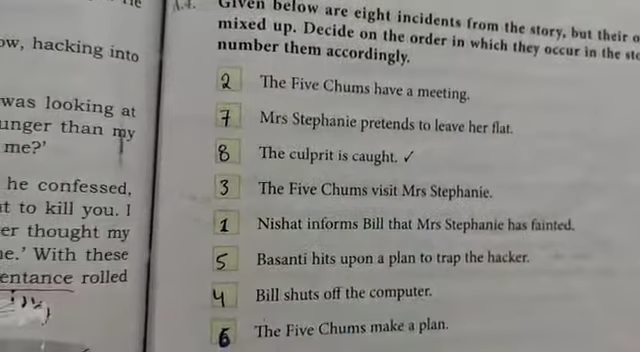 A.4. Given below are eight incidents from the story, but their
mixed up. Decide on the order in which they occur in the
number them accordingly.
2 The Five Chums have a meeting.
7 Mrs Stephanie pretends to leave her flat.
8 The culprit is caught. ✓
3 The Five Chums visit Mrs Stephanie.
1 Nishat informs Bill that Mrs Stephanie has fainted.
5 Basanti hits upon a plan to trap the hacker.
4 Bill shuts off the computer.
6 The Five Chums make a plan.
hacking into
was looking at
than my
me?'
he confessed,
to kill you. I
thought my
With these
rolled